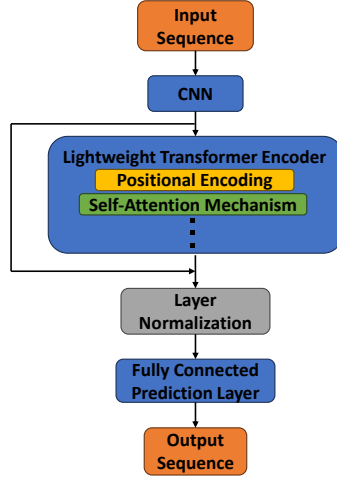 Input
Sequence
CNN
Lightweight Transformer Encoder
Positional Encoding
Self-Attention Mechanism
Layer
Normalization
Fully Connected
Prediction Layer
Output
Sequence